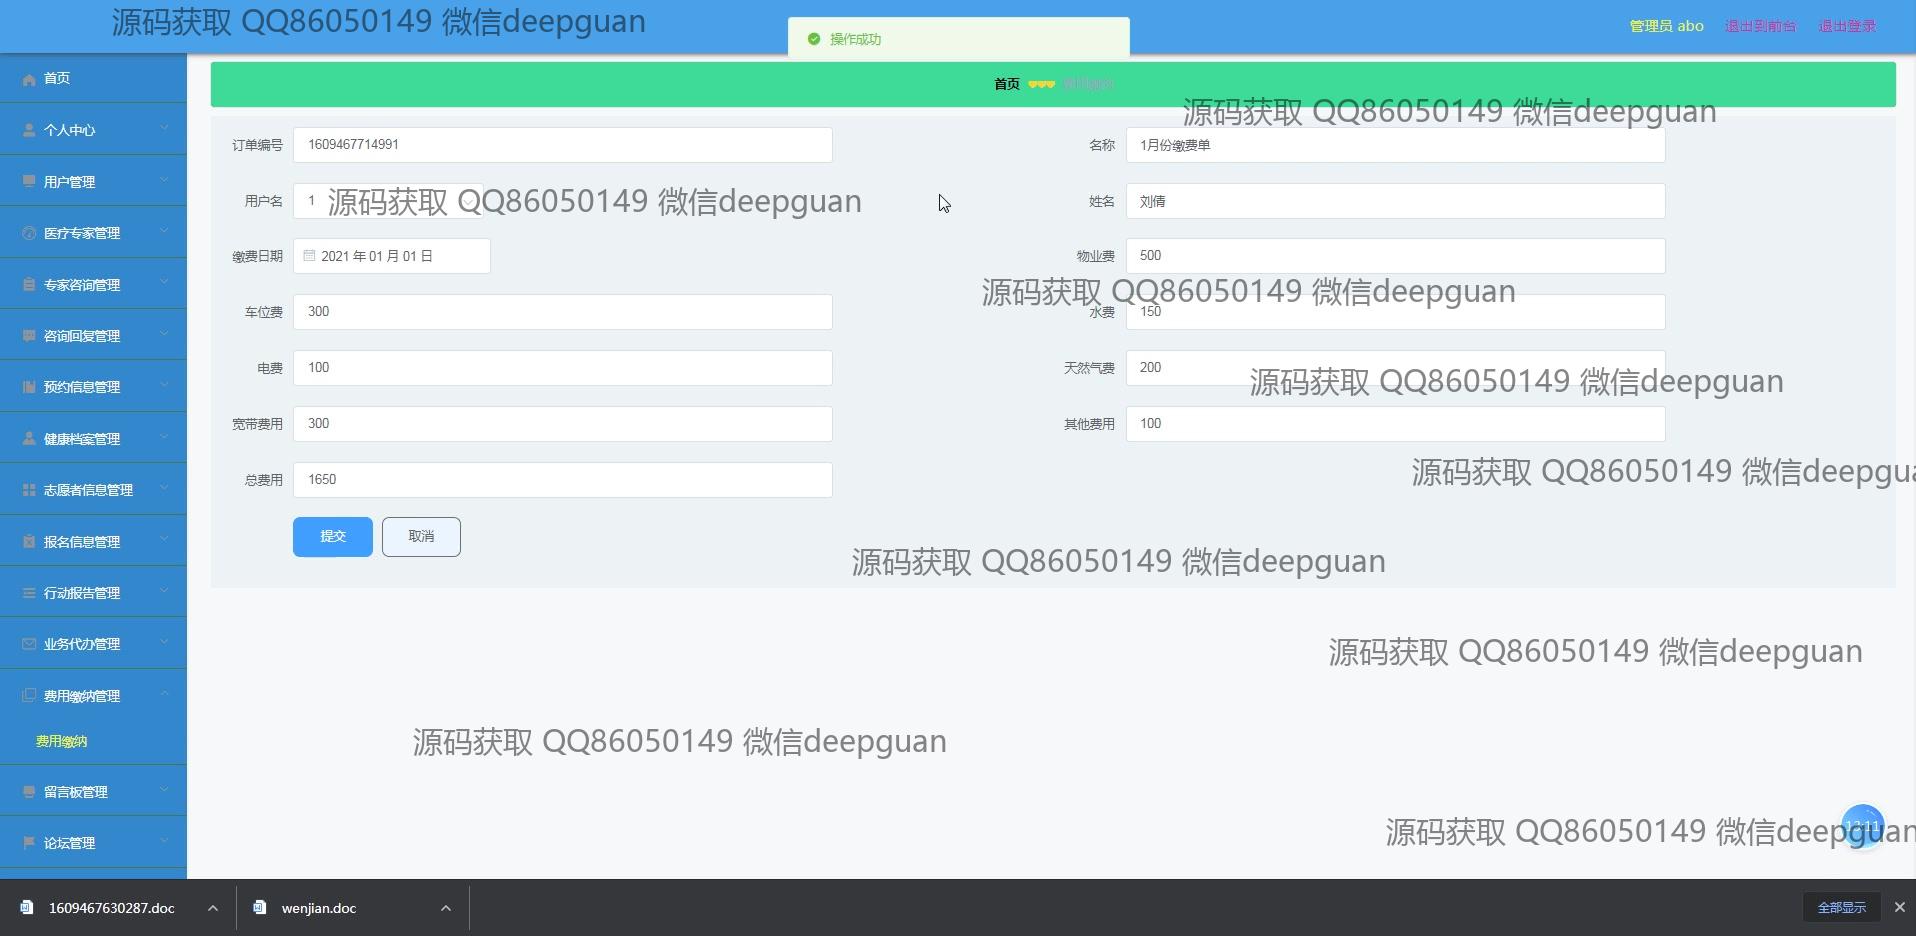 源码获取 QQ86050149 微信deepguan
操作成功
管理员 abo 退出到前台 退出登录
首页
个人中心
用户管理
医疗专家管理
专家咨询管理
咨询回复管理
预约信息管理
健康档案管理
志愿者信息管理
报名信息管理
行动报告管理
业务代办管理
费用缴纳管理
费用缴纳
留言板管理
论坛管理
首页 费用缴纳
源码获取 QQ86050149 微信deepguan
订单编号 1609467714991 名称 1月份缴费单
用户名 1 姓名 刘倩
源码获取 QQ86050149 微信deepguan
缴费日期 2021 年 01 月 01 日 物业费 500
源码获取 QQ86050149 微信deepguan
车位费 300 水费 150
电费 100 天然气费 200
源码获取 QQ86050149 微信deepguan
宽带费用 300 其他费用 100
源码获取 QQ86050149 微信deepgua
总费用 1650
提交 取消
源码获取 QQ86050149 微信deepguan
源码获取 QQ86050149 微信deepguan
源码获取 QQ86050149 微信deepguan
源码获取 QQ86050149 微信deepguan
1609467630287.doc wenjian.doc 全部显示